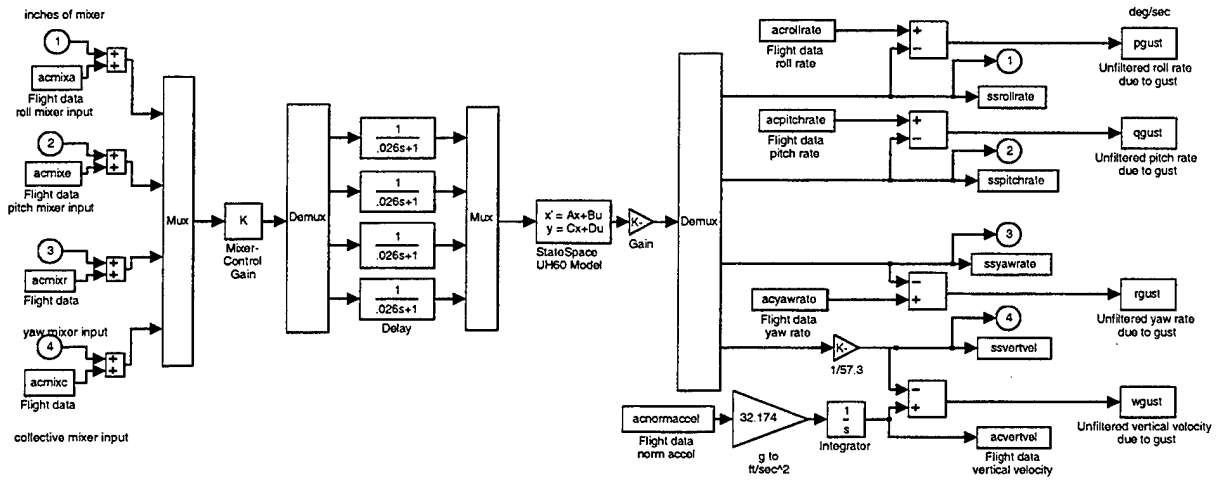 inches of mixer
1
acmixa
Flight data
roll mixer input
2
acmixe
Flight data
pitch mixer input
3
acmixr
Flight data
yaw mixer input
4
acmixc
Flight data
collective mixer input
Mux
K
Mixer-
Control
Gain
Demux
1
.026s+1
1
.026s+1
1
.026s+1
1
.026s+1
Delay
Mux
x' = Ax+Bu
y = Cx+Du
StateSpace
UH60 Model
K-
Gain
Demux
acrollrate
Flight data
roll rate
1
ssrollrate
deg/sec
pgust
Unfiltered roll rate
due to gust
acpitchrate
Flight data
pitch rate
2
sspitchrate
qgust
Unfiltered pitch rate
due to gust
3
ssyawrate
acyawrate
Flight data
yaw rate
rgust
Unfiltered yaw rate
due to gust
4
ssvertvel
K-
1/57.3
acnormaccel
Flight data
norm accel
32.174
g to
ft/sec^2
1
s
Integrator
wgust
Unfiltered vertical velocity
due to gust
acvertvel
Flight data
vertical velocity